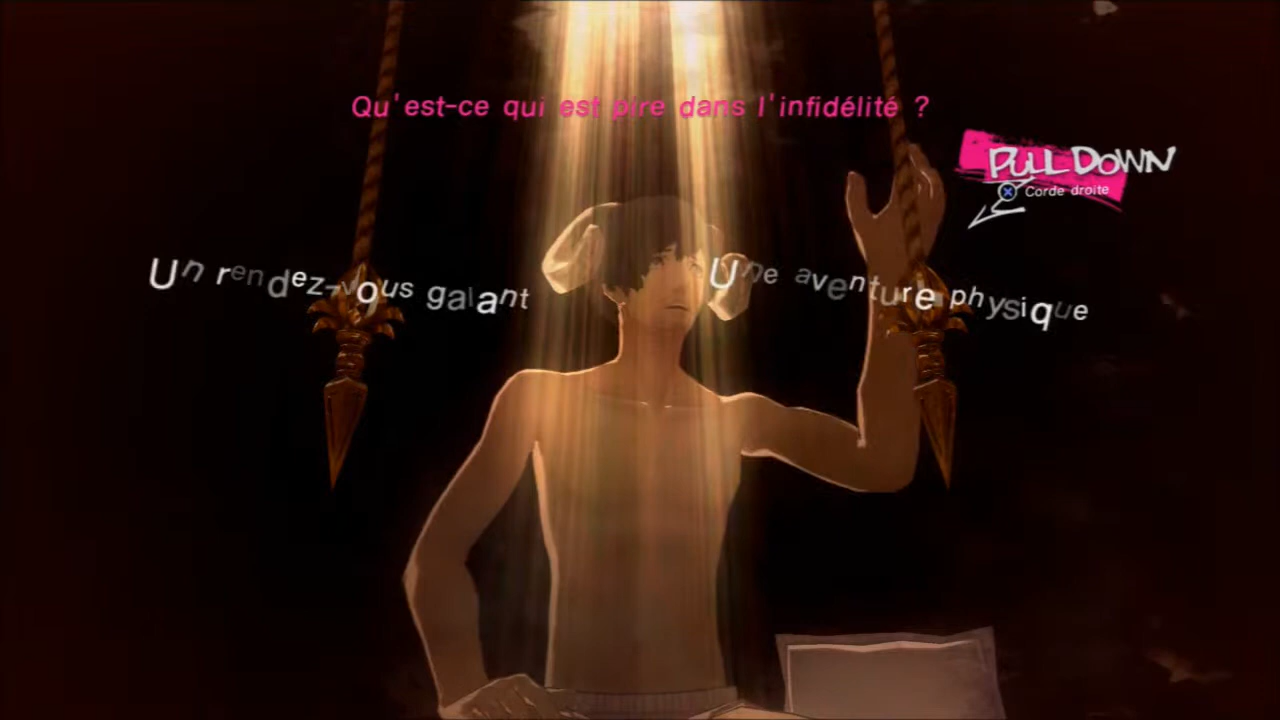 Qu'est-ce qui est pire dans l'infidélité ?
PULL DOWN
Corde droite
Un rendez-vous galant
Une aventure physique